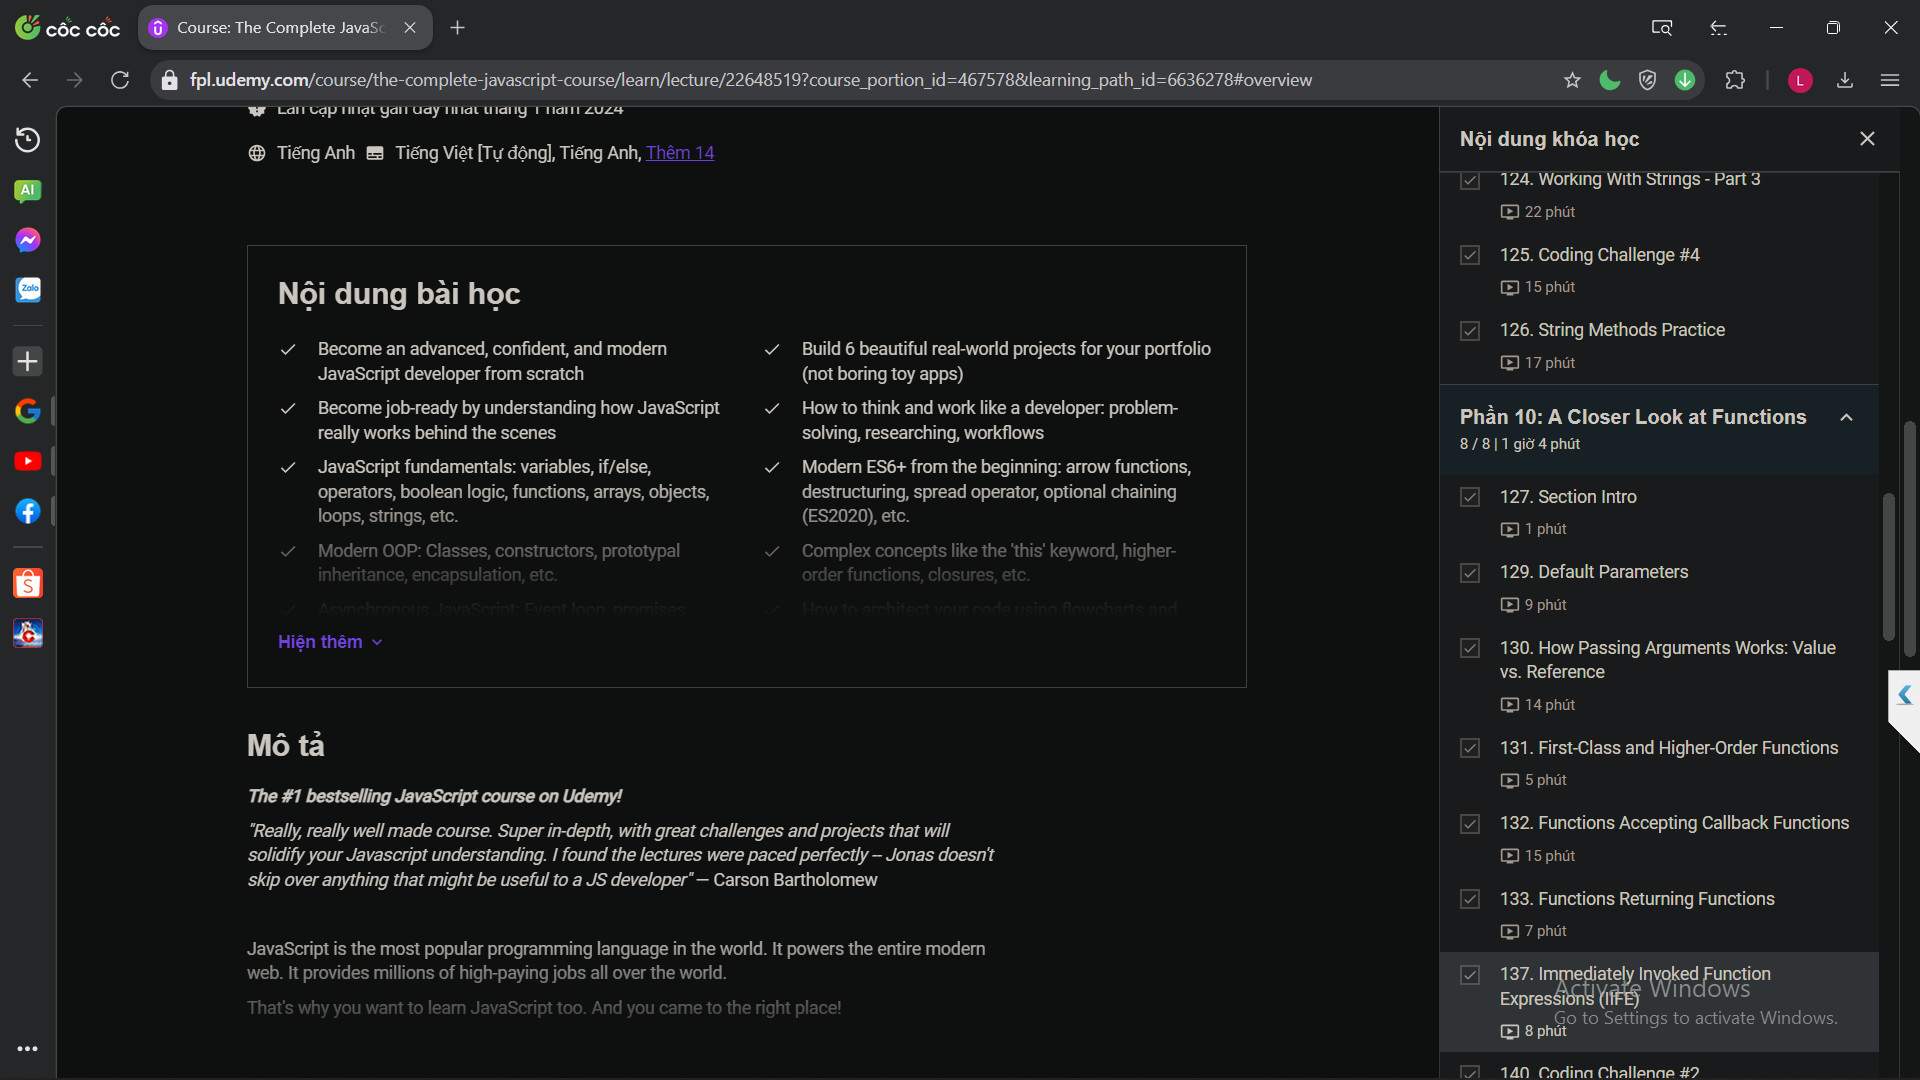 cốc cốc
Course: The Complete JavaSc
fpl.udemy.com/course/the-complete-javascript-course/learn/lecture/22648519?course_portion_id=467578&learning_path_id=6636278#overview
L
AI
Zalo
Lần cập nhật gần đây nhất tháng 1 năm 2024
Tiếng Anh Tiếng Việt [Tự động], Tiếng Anh, Thêm 14
Nội dung bài học
Become an advanced, confident, and modern
JavaScript developer from scratch
Become job-ready by understanding how JavaScript
really works behind the scenes
JavaScript fundamentals: variables, if/else,
operators, boolean logic, functions, arrays, objects,
loops, strings, etc.
Modern OOP: Classes, constructors, prototypal
inheritance, encapsulation, etc.
Asynchronous JavaScript: Event loop, promises
Build 6 beautiful real-world projects for your portfolio
(not boring toy apps)
How to think and work like a developer: problem-
solving, researching, workflows
Modern ES6+ from the beginning: arrow functions,
destructuring, spread operator, optional chaining
(ES2020), etc.
Complex concepts like the 'this' keyword, higher-
order functions, closures, etc.
How to architect your code using flowcharts and
Hiện thêm
Mô tả
The #1 bestselling JavaScript course on Udemy!
"Really, really well made course. Super in-depth, with great challenges and projects that will
solidify your Javascript understanding. I found the lectures were paced perfectly -- Jonas doesn't
skip over anything that might be useful to a JS developer" — Carson Bartholomew
JavaScript is the most popular programming language in the world. It powers the entire modern
web. It provides millions of high-paying jobs all over the world.
That's why you want to learn JavaScript too. And you came to the right place!
Nội dung khóa học
124. Working With Strings - Part 3
22 phút
125. Coding Challenge #4
15 phút
126. String Methods Practice
17 phút
Phần 10: A Closer Look at Functions
8 / 8 | 1 giờ 4 phút
127. Section Intro
1 phút
129. Default Parameters
9 phút
130. How Passing Arguments Works: Value
vs. Reference
14 phút
131. First-Class and Higher-Order Functions
5 phút
132. Functions Accepting Callback Functions
15 phút
133. Functions Returning Functions
7 phút
137. Immediately Invoked Function
Expressions (IIFE)
8 phút
140. Coding Challenge #2
Activate Windows
Go to Settings to activate Windows.